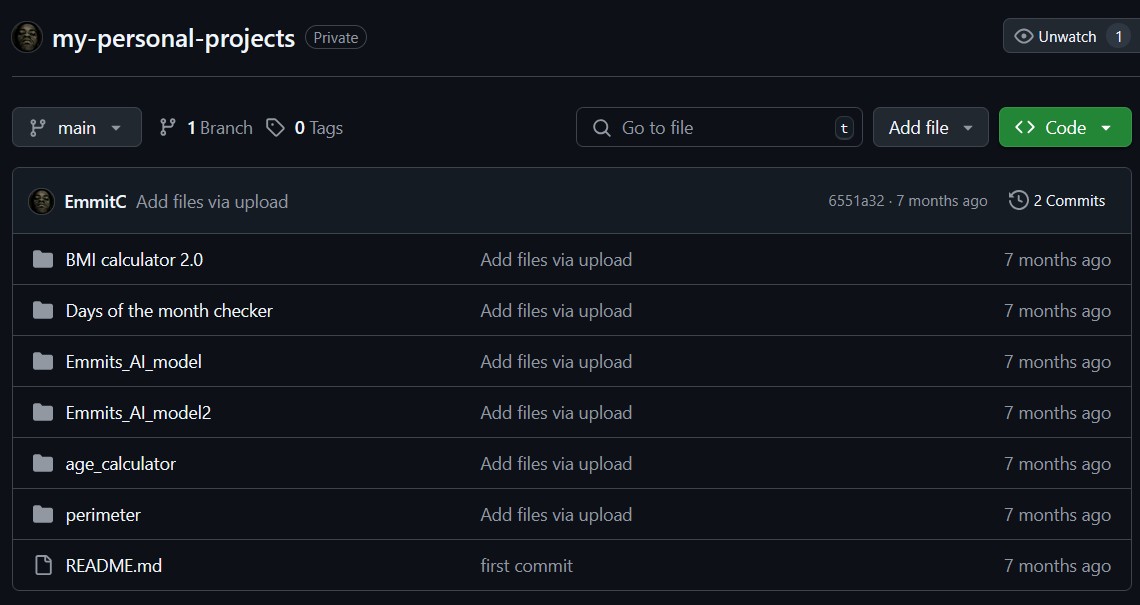 my-personal-projects Private Unwatch 1
main 1 Branch 0 Tags Go to file t Add file Code
EmmitC Add files via upload 6551a32 · 7 months ago 2 Commits
BMI calculator 2.0 Add files via upload 7 months ago
Days of the month checker Add files via upload 7 months ago
Emmits_AI_model Add files via upload 7 months ago
Emmits_AI_model2 Add files via upload 7 months ago
age_calculator Add files via upload 7 months ago
perimeter Add files via upload 7 months ago
README.md first commit 7 months ago